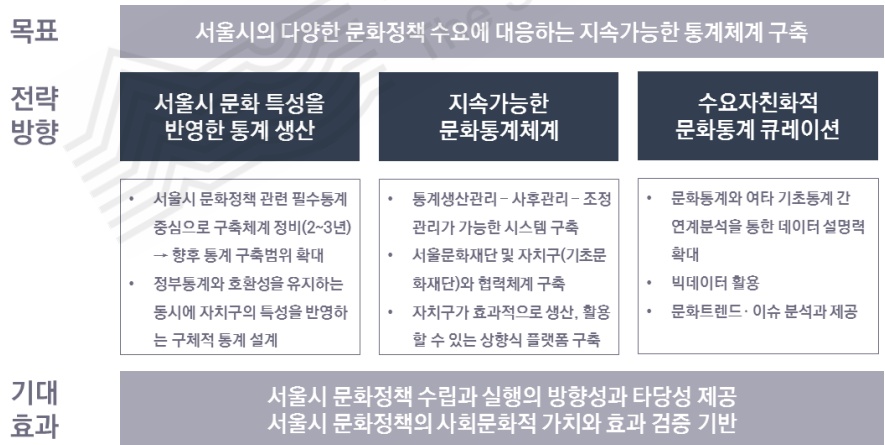 목표
서울시의 다양한 문화정책 수요에 대응하는 지속가능한 통계체계 구축
전략
방향
서울시 문화 특성을
반영한 통계 생산
지속가능한
문화통계체계
수요자친화적
문화통계 큐레이션
• 서울시 문화정책 관련 필수통계
중심으로 구축체계 정비(2~3년)
→ 향후 통계 구축범위 확대
• 정부통계와 호환성을 유지하는
동시에 자치구의 특성을 반영하
는 구체적 통계 설계
• 통계생산관리 – 사후관리 – 조정
관리가 가능한 시스템 구축
• 서울문화재단 및 자치구(기초문
화재단)와 협력체계 구축
• 자치구가 효과적으로 생산, 활용
할 수 있는 상향식 플랫폼 구축
• 문화통계와 여타 기초통계 간
연계분석을 통한 데이터 설명력
확대
• 빅데이터 활용
• 문화트렌드· 이슈 분석과 제공
기대
효과
서울시 문화정책 수립과 실행의 방향성과 타당성 제공
서울시 문화정책의 사회문화적 가치와 효과 검증 기반